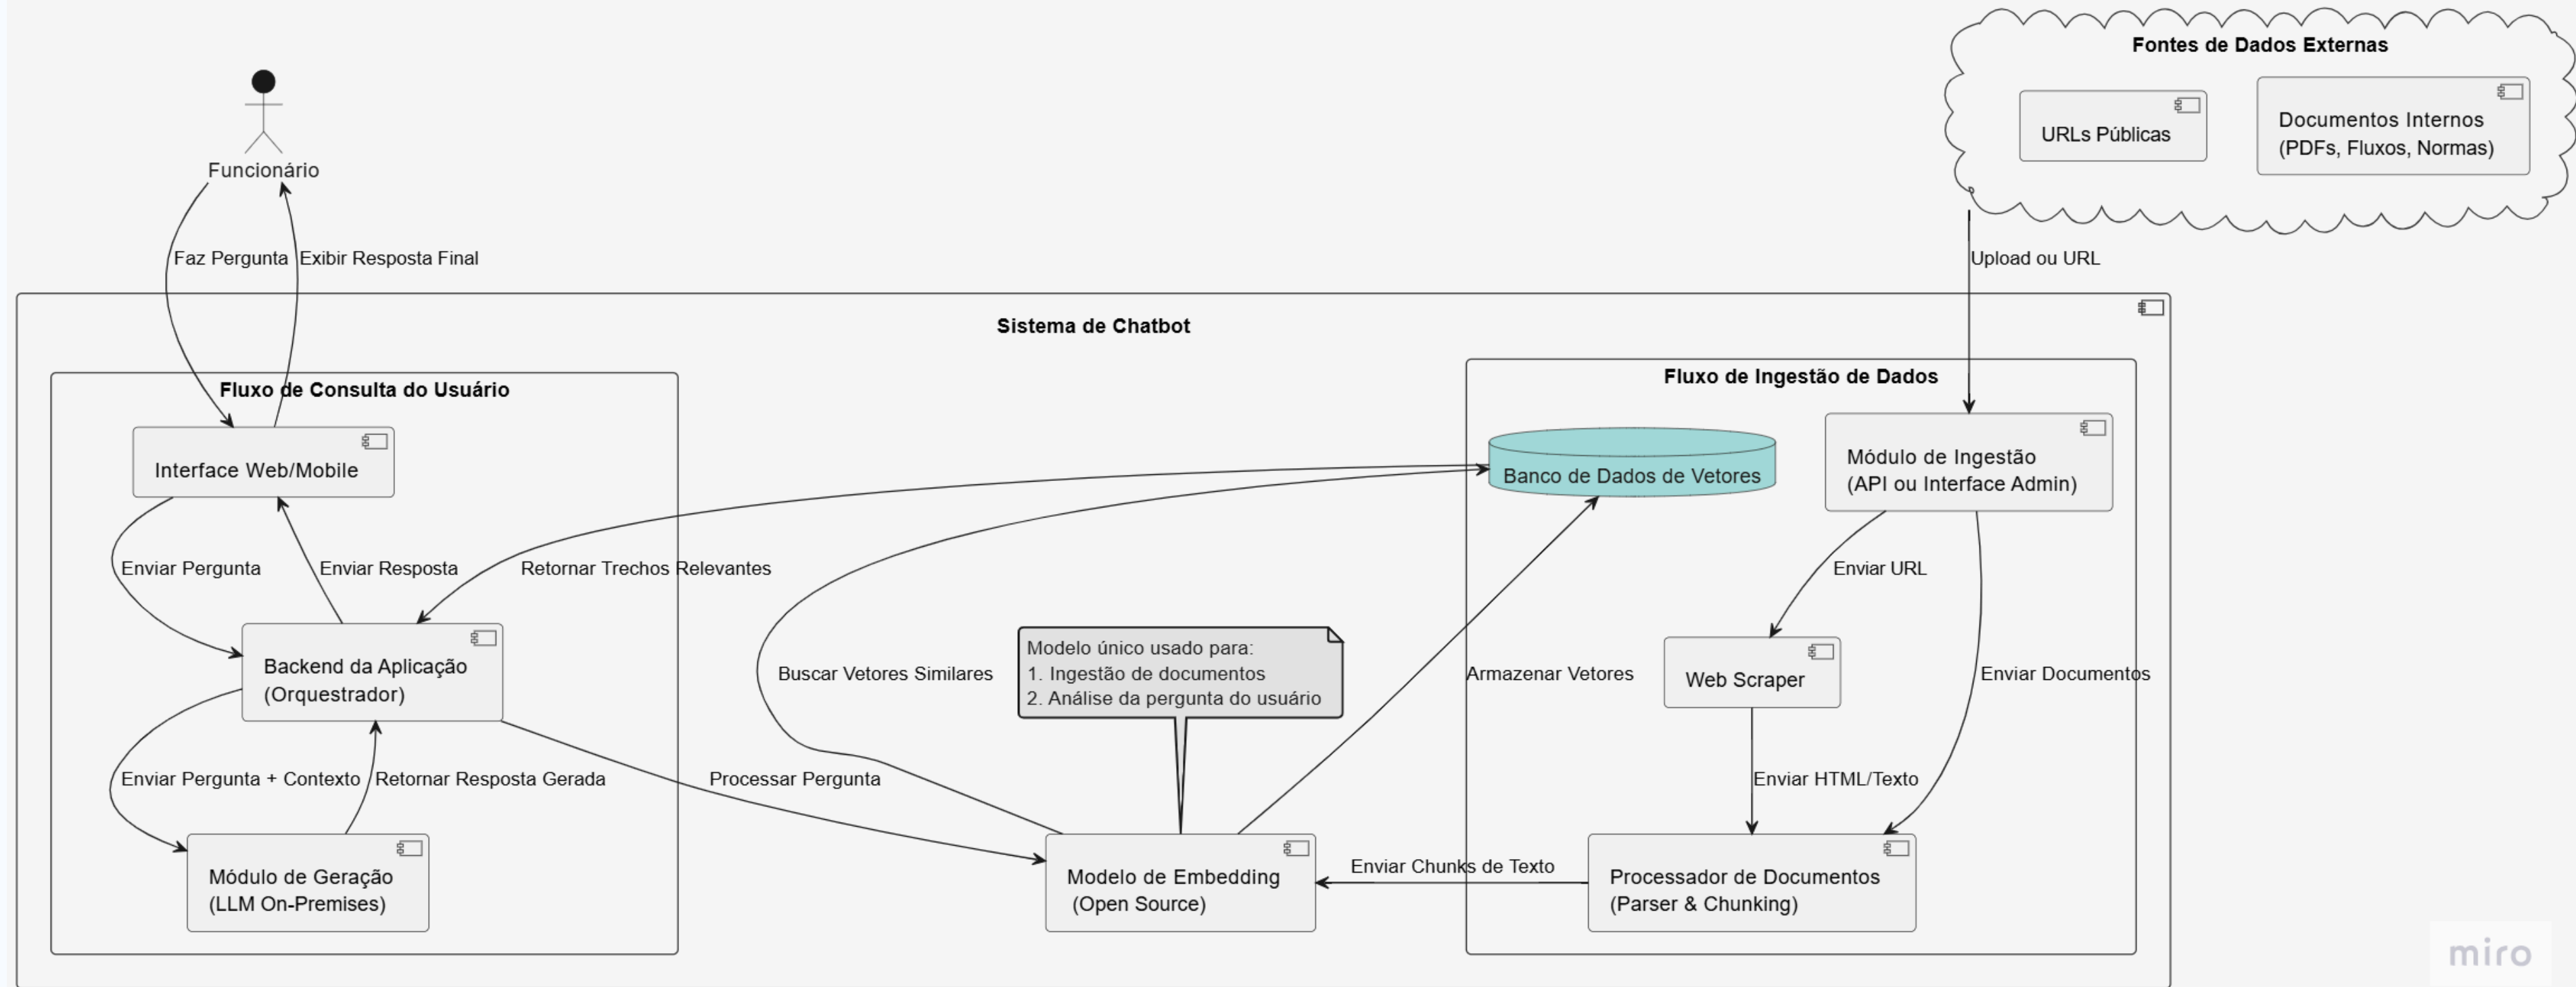 Fontes de Dados Externas
URLs Públicas
Documentos Internos
(PDFs, Fluxos, Normas)
Funcionário
Faz Pergunta
Exibir Resposta Final
Upload ou URL
Sistema de Chatbot
Fluxo de Consulta do Usuário
Fluxo de Ingestão de Dados
Interface Web/Mobile
Banco de Dados de Vetores
Módulo de Ingestão
(API ou Interface Admin)
Enviar Pergunta
Enviar Resposta
Retornar Trechos Relevantes
Enviar URL
Backend da Aplicação
(Orquestrador)
Buscar Vetores Similares
Modelo único usado para:
1. Ingestão de documentos
2. Análise da pergunta do usuário
Armazenar Vetores
Web Scraper
Enviar Documentos
Enviar Pergunta + Contexto
Retornar Resposta Gerada
Processar Pergunta
Enviar HTML/Texto
Módulo de Geração
(LLM On-Premises)
Modelo de Embedding
(Open Source)
Enviar Chunks de Texto
Processador de Documentos
(Parser & Chunking)
miro